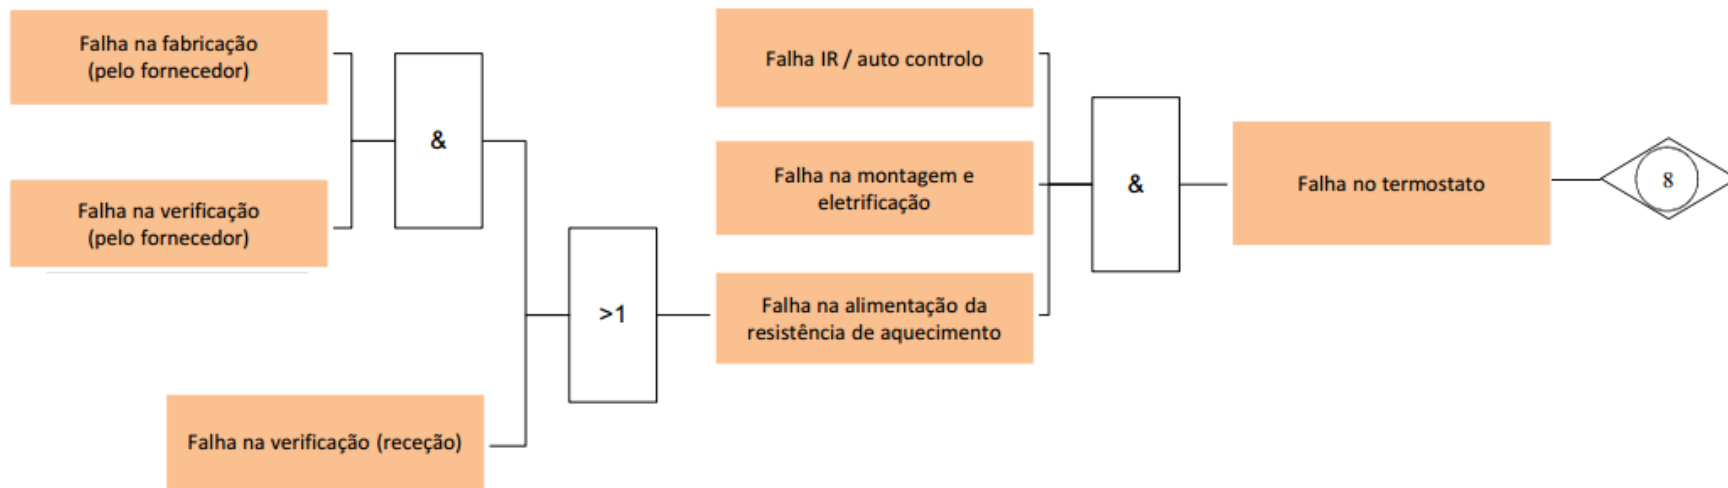 Falha na fabricação
(pelo fornecedor)
&
Falha na verificação
(pelo fornecedor)
>1
Falha na verificação (receção)
Falha IR / auto controlo
Falha na montagem e
eletrificação
Falha na alimentação da
resistência de aquecimento
&
Falha no termostato
8